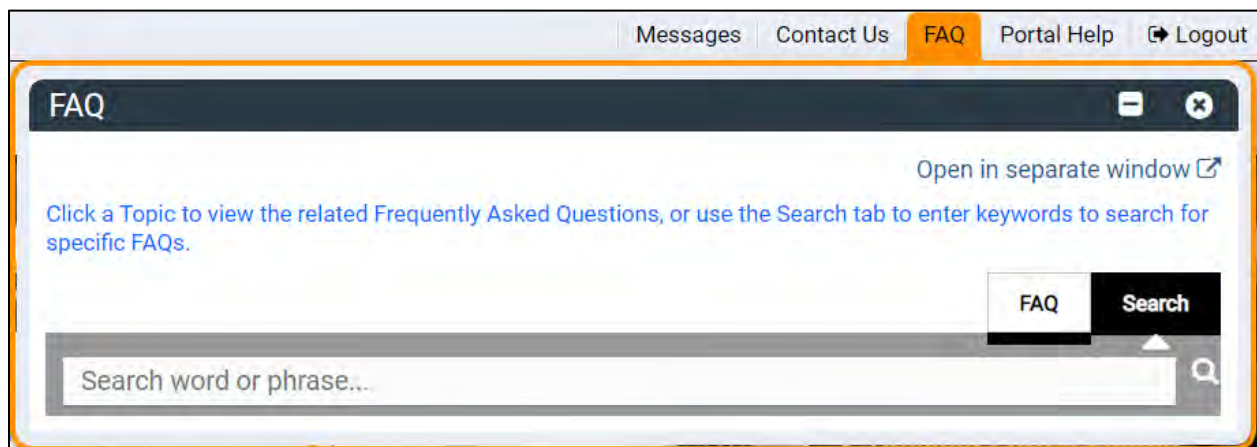 Messages Contact Us FAQ Portal Help Logout
FAQ
Open in separate window
Click a Topic to view the related Frequently Asked Questions, or use the Search tab to enter keywords to search for
specific FAQs.
FAQ Search
Search word or phrase...